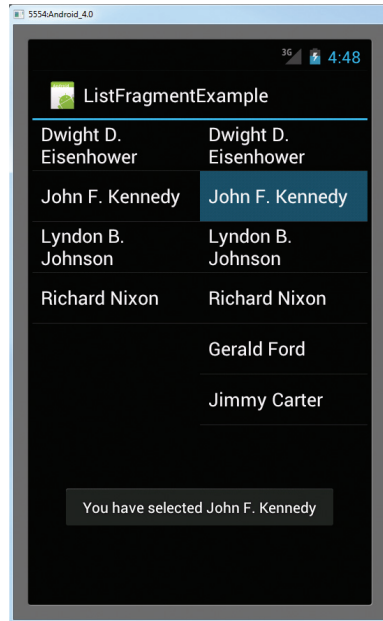 5554:Android_4.0
3G 4:48
ListFragmentExample
Dwight D.
Eisenhower
John F. Kennedy
Lyndon B.
Johnson
Richard Nixon
Dwight D.
Eisenhower
John F. Kennedy
Lyndon B.
Johnson
Richard Nixon
Gerald Ford
Jimmy Carter
You have selected John F. Kennedy